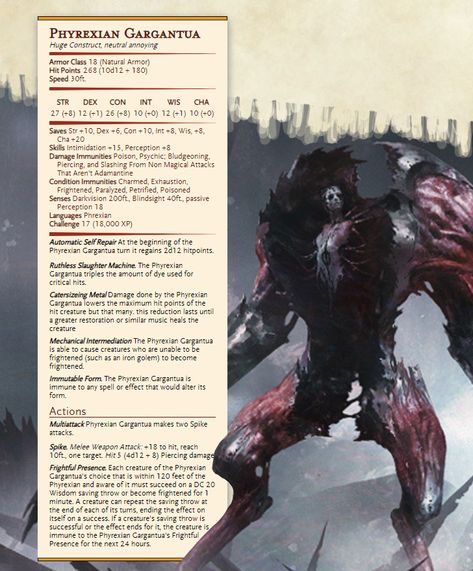 PHYREXIAN GARGANTUA
Huge Construct, neutral annoying
Armor Class 18 (Natural Armor)
Hit Points 268 (10d12 + 180)
Speed 30ft.
STR DEX CON INT WIS CHA
27 (+8) 12 (+1) 26 (+8) 10 (+0) 12 (+1) 10 (+0)
Saves Str +10, Dex +6, Con +10, Int +8, Wis, +8,
Cha +20
Skills Intimidation +15, Perception +8
Damage Immunities Poison, Psychic; Bludgeoning,
Piercing, and Slashing From Non Magical Attacks
That Aren't Adamantine
Condition Immunities Charmed, Exhaustion,
Frightened, Paralyzed, Petrified, Poisoned
Senses Darkvision 200ft., Blindsight 40ft., passive
Perception 18
Languages Phrexian
Challenge 17 (18,000 XP)
Automatic Self Repair At the beginning of the
Phyrexian Gargantua turn it regains 2d12 hitpoints.
Ruthless Slaughter Machine. The Phyrexian
Gargantua triples the amount of dye used for
critical hits.
Catersizeing Metal Damage done by the Phyrexian
Gargantua lowers the maximum hit points of the
hit creature but that many. this reduction lasts until
a greater restoration or similar music heals the
creature
Mechanical Intermediation The Phyrexian Gargantua
is able to cause creatures who are unable to be
frightened (such as an iron golem) to become
frightened.
Immutable Form. The Phyrexian Gargantua is
immune to any spell or effect that would alter its
form.
Actions
Multiattack Phyrexian Gargantua makes two Spike
attacks.
Spike. Melee Weapon Attack: +18 to hit, reach
10ft., one target. Hit 5 (4d12 + 8) Piercing damage
Frightful Presence. Each creature of the Phyrexian
Gargantua's choice that is within 120 feet of the
Phyrexian and aware of it must succeed on a DC 20
Wisdom saving throw or become frightened for 1
minute. A creature can repeat the saving throw at
the end of each of its turns, ending the effect on
itself on a success. If a creature's saving throw is
successful or the effect ends for it, the creature is
immune to the Phyrexian Gargantua's Frightful
Presence for the next 24 hours.